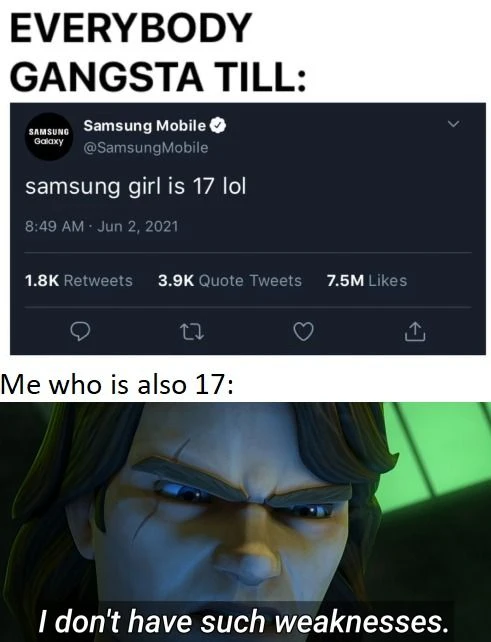 EVERYBODY
GANGSTA TILL:
SAMSUNG
Galaxy
Samsung Mobile
@SamsungMobile
samsung girl is 17 lol
8:49 AM · Jun 2, 2021
1.8K Retweets 3.9K Quote Tweets 7.5M Likes
Me who is also 17:
I don't have such weaknesses.